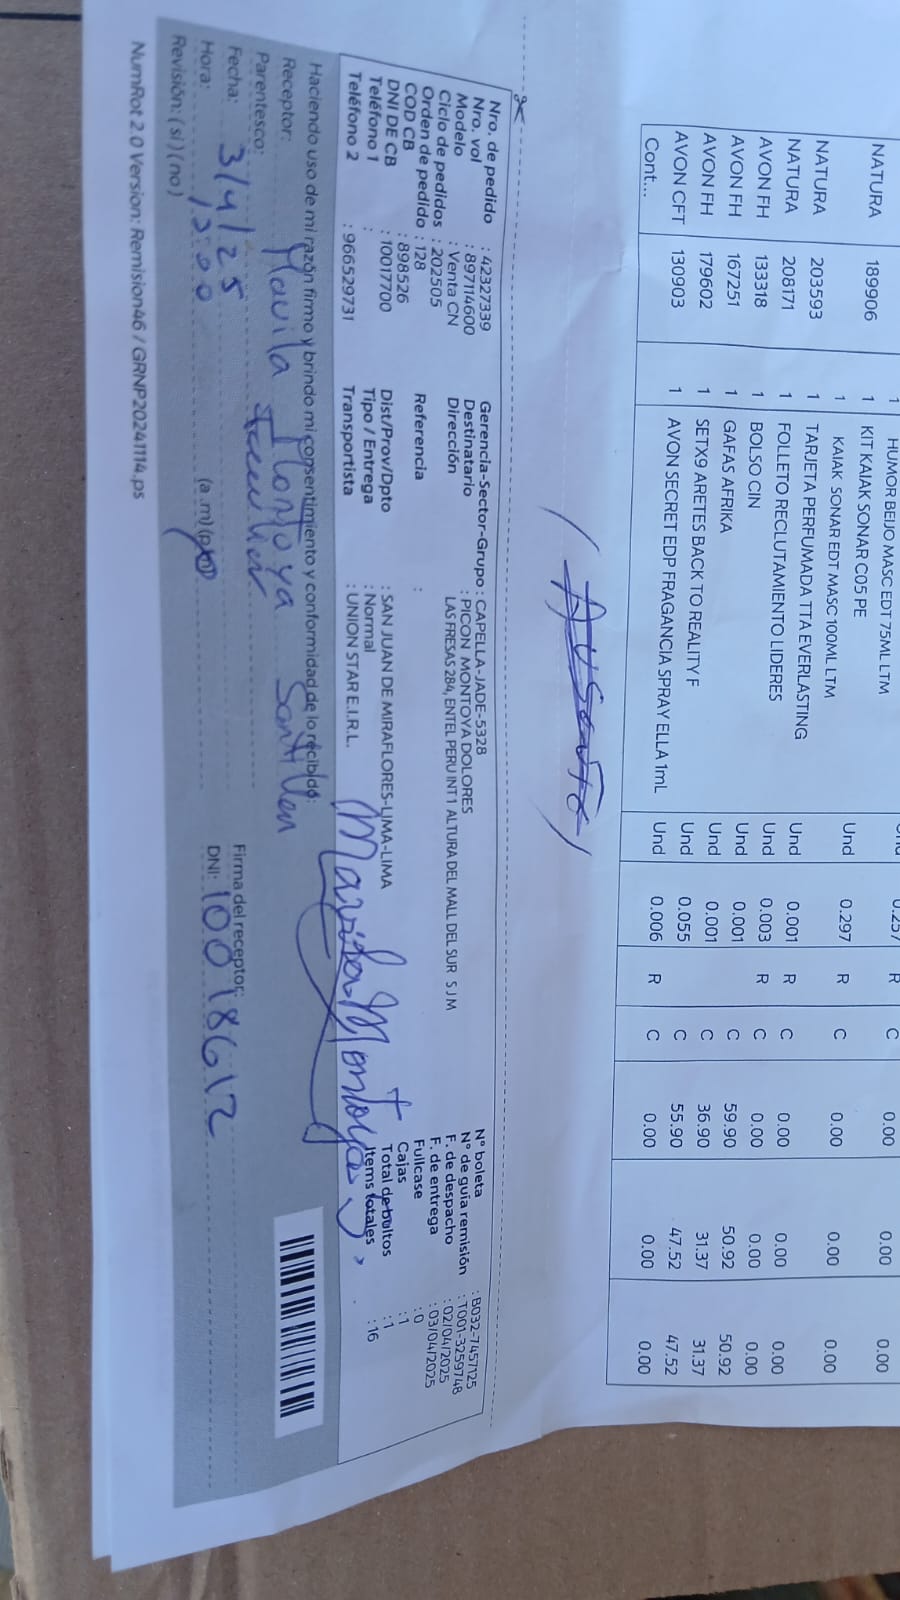 1 HUMOR BEIJO MASC EDT 75ML LTM Und 0.257 R C 0.00 0.00 0.00
NATURA 189906 1 KIT KAIAK SONAR C05 PE
1 KAIAK SONAR EDT MASC 100ML LTM Und 0.297 R C 0.00 0.00 0.00
NATURA 203593 1 TARJETA PERFUMADA TTA EVERLASTING
NATURA 208171 1 FOLLETO RECLUTAMIENTO LIDERES Und 0.001 R C 0.00 0.00 0.00
AVON FH 133318 1 BOLSO CIN Und 0.003 R C 0.00 0.00 0.00
AVON FH 167251 1 GAFAS AFRIKA Und 0.001 C 59.90 50.92 50.92
AVON FH 179602 1 SETX9 ARETES BACK TO REALITY F Und 0.001 C 36.90 31.37 31.37
AVON CFT 130903 1 AVON SECRET EDP FRAGANCIA SPRAY ELLA 1mL Und 0.055 C 55.90 47.52 47.52
Cont... Und 0.006 R C 0.00 0.00 0.00
Nro. de pedido : 42327339 Gerencia-Sector-Grupo : CAPELLA-JADE-5328 N° boleta : B032-7457125
Nro. vol : 897114600 Destinatario : PICON MONTOYA DOLORES N° de guia remisión : T001-3259748
Modelo : Venta CN Dirección LAS FRESAS 284, ENTEL PERU INT 1 ALTURA DEL MALL DEL SUR S J M F. de despacho : 02/04/2025
Ciclo de pedidos : 202505 F. de entrega : 03/04/2025
Orden de pedido : 128 Referencia : Fullcase : 0
COD CB : 898526 Cajas : 1
DNI DE CB : 10017700 Dist/Prov/Dpto : SAN JUAN DE MIRAFLORES-LIMA-LIMA Total de bultos : 1
Teléfono 1 : Tipo / Entrega : Normal Items totales : 16
Teléfono 2 : 966529731 Transportista : UNION STAR E.I.R.L.
Haciendo uso de mi razón firmo y brindo mi consentimiento y conformidad de lo recibido:
Receptor: Mavila Montoya Santillan
Parentesco:
Fecha: 3/4/25 Firma del receptor:
Hora: (a.m) (p.m) DNI: 10018612
Revisión: ( si ) ( no )
NumRot 2.0 Version: Remision46 / GRNP20241114.ps